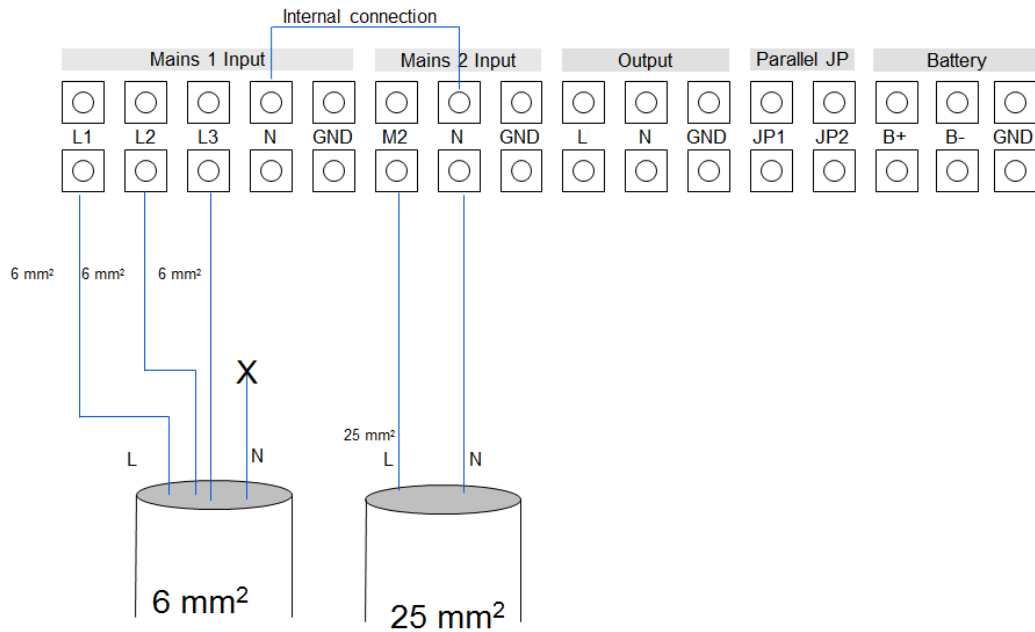 Internal connection
Mains 1 Input Mains 2 Input Output Parallel JP Battery
L1 L2 L3 N GND M2 N GND L N GND JP1 JP2 B+ B- GND
6 mm² 6 mm² 6 mm²
X
25 mm²
L N L N
6 mm² 25 mm²